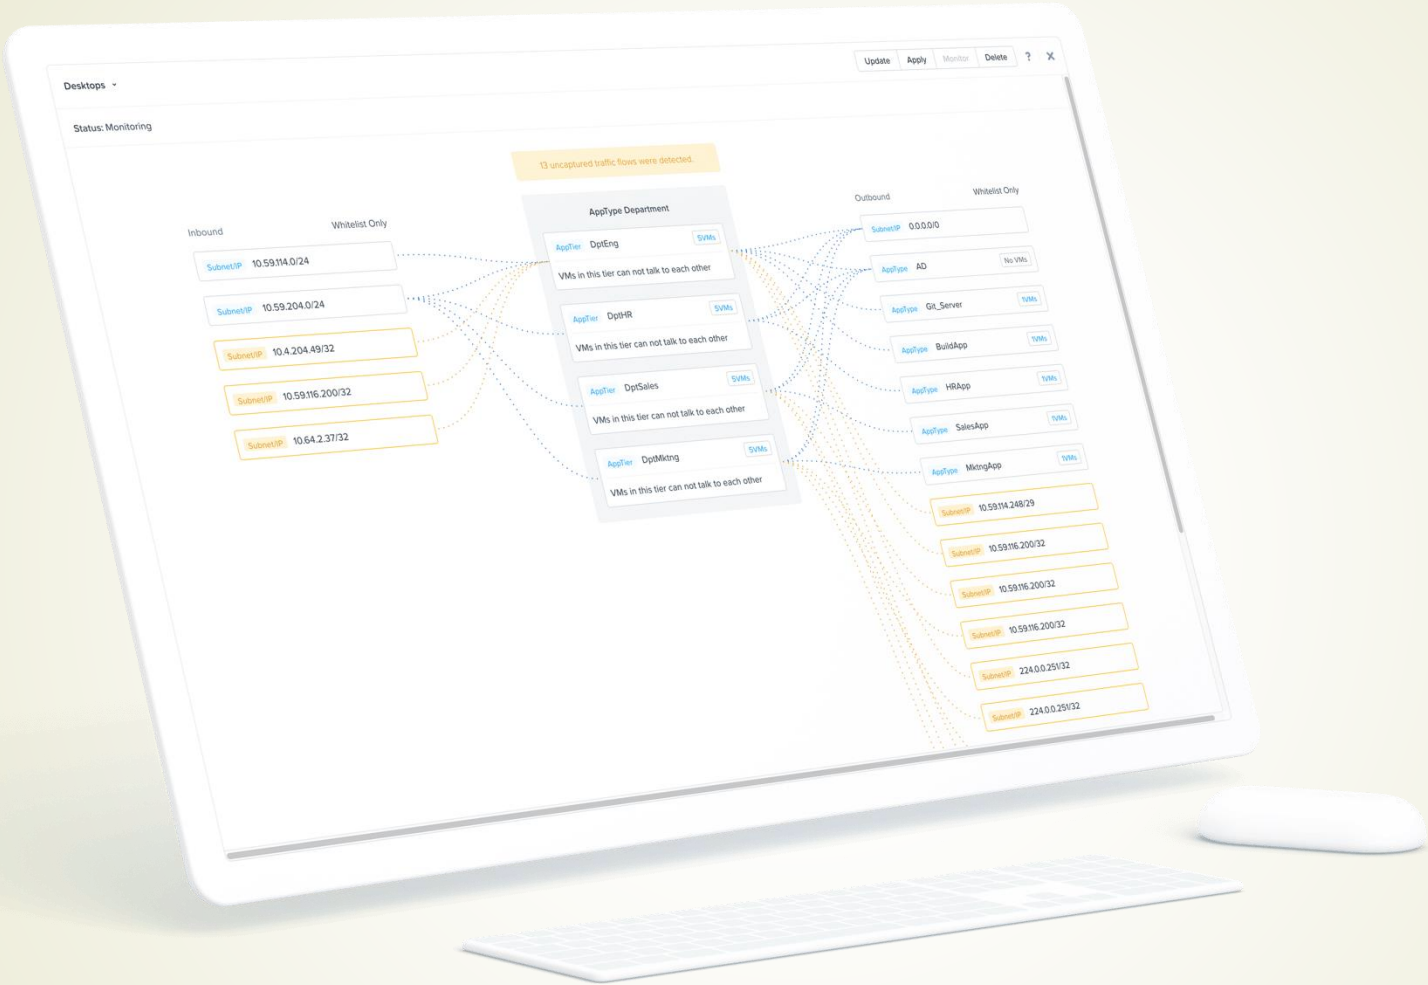 Desktops
Update Apply Monitor Delete ? X
Status: Monitoring
13 uncaptured traffic flows were detected.
Inbound Whitelist Only
Subnet/IP 10.59.114.0/24
Subnet/IP 10.59.204.0/24
Subnet/IP 10.4.204.49/32
Subnet/IP 10.59.116.200/32
Subnet/IP 10.64.2.37/32
AppType Department
AppTier DptEng 5VMs
VMs in this tier can not talk to each other
AppTier DptHR 5VMs
VMs in this tier can not talk to each other
AppTier DptSales 5VMs
VMs in this tier can not talk to each other
AppTier DptMktng 5VMs
VMs in this tier can not talk to each other
Outbound Whitelist Only
Subnet/IP 0.0.0.0/0
AppType AD No VMs
AppType Git_Server 1VMs
AppType BuildApp 1VMs
AppType HRApp 1VMs
AppType SalesApp 1VMs
AppType MktngApp 1VMs
Subnet/IP 10.59.114.248/29
Subnet/IP 10.59.116.200/32
Subnet/IP 10.59.116.200/32
Subnet/IP 10.59.116.200/32
Subnet/IP 224.0.0.251/32
Subnet/IP 224.0.0.251/32